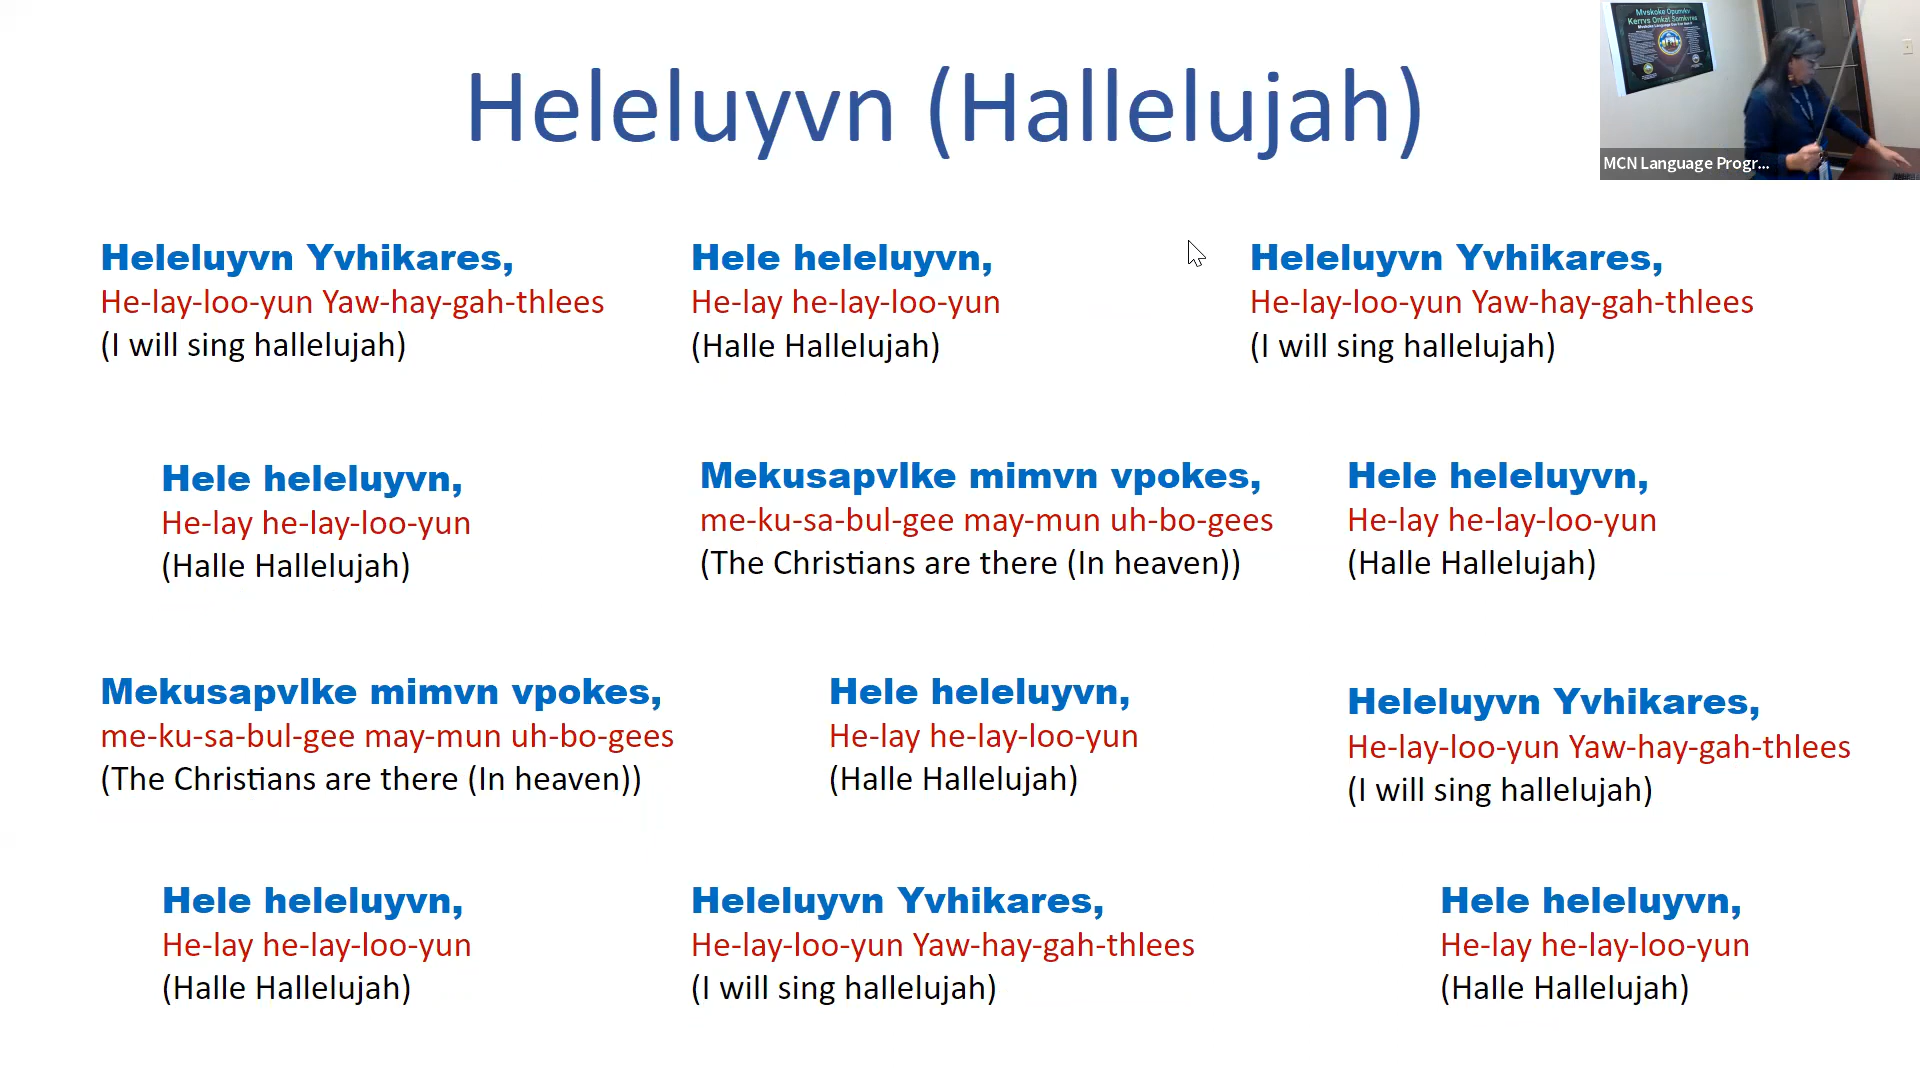 Heleluyvn (Hallelujah)
Mvskoke Opunvkv
MCN Language Progr...
Heleluyvn Yvhikares,
He-lay-loo-yun Yaw-hay-gah-thlees
(I will sing hallelujah)
Hele heleluyvn,
He-lay he-lay-loo-yun
(Halle Hallelujah)
Heleluyvn Yvhikares,
He-lay-loo-yun Yaw-hay-gah-thlees
(I will sing hallelujah)
Hele heleluyvn,
He-lay he-lay-loo-yun
(Halle Hallelujah)
Mekusapvlke mimvn vpokes,
me-ku-sa-bul-gee may-mun uh-bo-gees
(The Christians are there (In heaven))
Hele heleluyvn,
He-lay he-lay-loo-yun
(Halle Hallelujah)
Mekusapvlke mimvn vpokes,
me-ku-sa-bul-gee may-mun uh-bo-gees
(The Christians are there (In heaven))
Hele heleluyvn,
He-lay he-lay-loo-yun
(Halle Hallelujah)
Heleluyvn Yvhikares,
He-lay-loo-yun Yaw-hay-gah-thlees
(I will sing hallelujah)
Hele heleluyvn,
He-lay he-lay-loo-yun
(Halle Hallelujah)
Heleluyvn Yvhikares,
He-lay-loo-yun Yaw-hay-gah-thlees
(I will sing hallelujah)
Hele heleluyvn,
He-lay he-lay-loo-yun
(Halle Hallelujah)